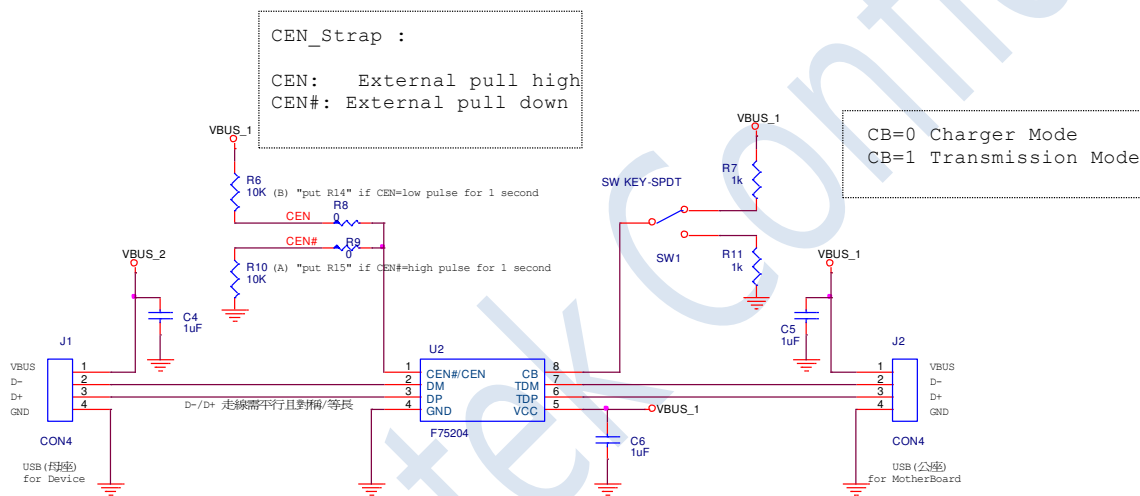 CEN_Strap :
CEN: External pull high
CEN#: External pull down
CB=0 Charger Mode
CB=1 Transmission Mode
VBUS_1
R6
10K
(B) "put R14" if CEN=low pulse for 1 second
CEN
R8
0
CEN#
R9
0
R10
10K
(A) "put R15" if CEN#=high pulse for 1 second
VBUS_1
R7
1k
SW KEY-SPDT
SW1
R11
1k
VBUS_2
C4
1uF
VBUS_1
C5
1uF
J1
VBUS 1
D- 2
D+ 3
GND 4
CON4
USB(母座)
for Device
D-/D+ 走線需平行且對稱/等長
U2
1 CEN#/CEN CB 8
2 DM TDM 7
3 DP TDP 6
4 GND VCC 5
F75204
VBUS_1
C6
1uF
J2
1 VBUS
2 D-
3 D+
4 GND
CON4
USB(公座)
for MotherBoard
tek Confi